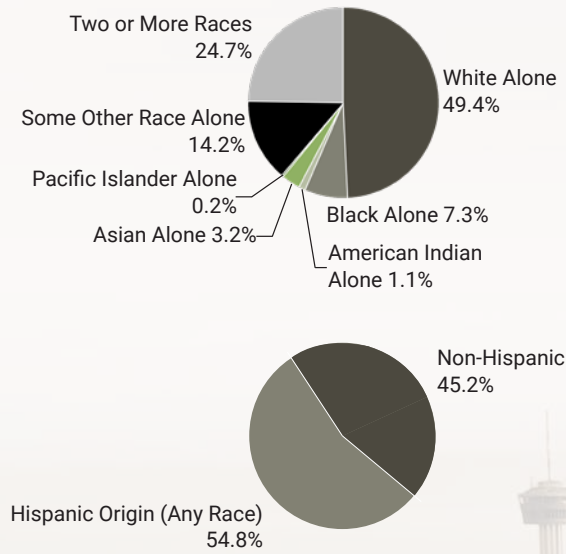 Two or More Races
24.7%
White Alone
49.4%
Some Other Race Alone
14.2%
Pacific Islander Alone
0.2%
Asian Alone 3.2%
Black Alone 7.3%
American Indian
Alone 1.1%
Non-Hispanic
45.2%
Hispanic Origin (Any Race)
54.8%